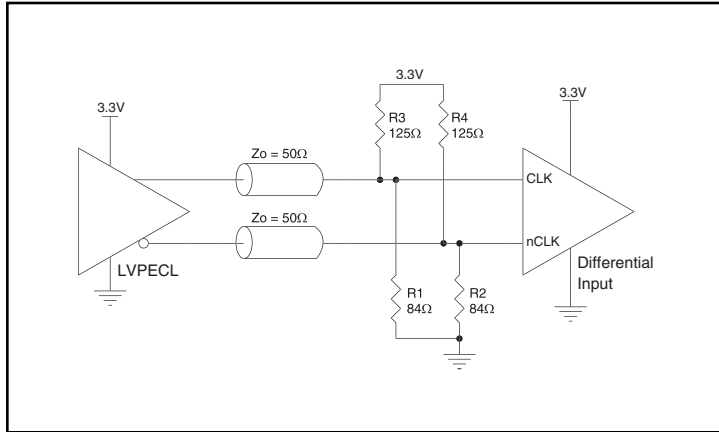 3.3V
3.3V
3.3V
R3
125Ω
R4
125Ω
Zo = 50Ω
CLK
Zo = 50Ω
nCLK
LVPECL
Differential
Input
R1
84Ω
R2
84Ω